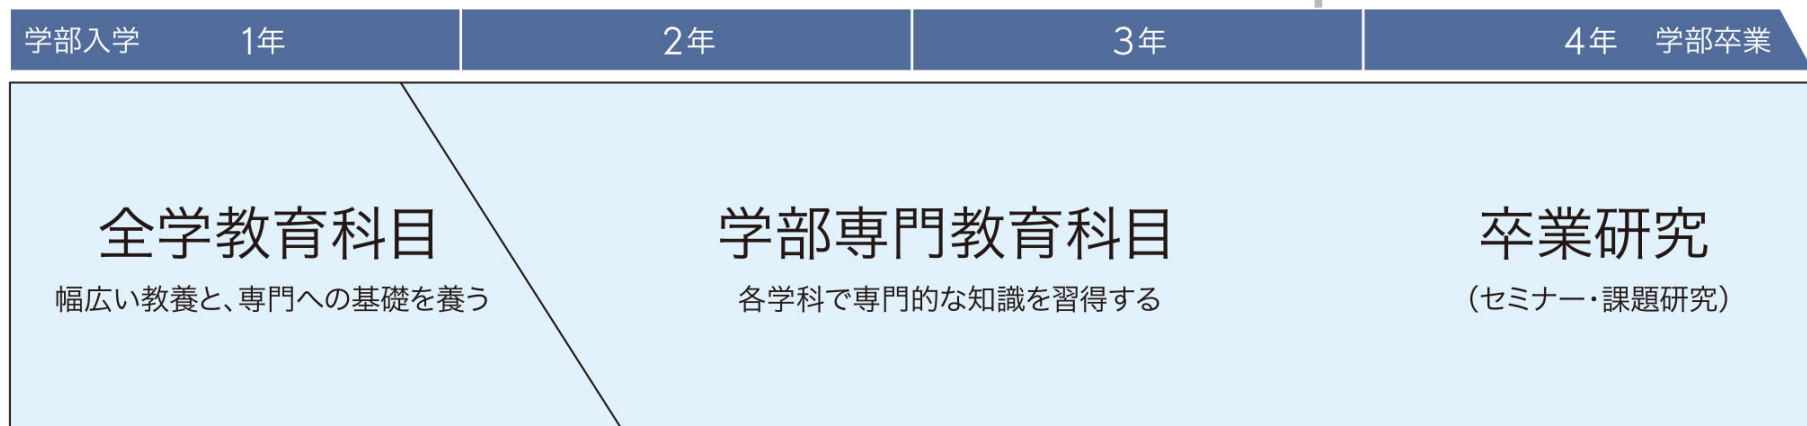 学部入学 1年 2年 3年 4年 学部卒業
全学教育科目
幅広い教養と、専門への基礎を養う
学部専門教育科目
各学科で専門的な知識を習得する
卒業研究
（セミナー・課題研究）